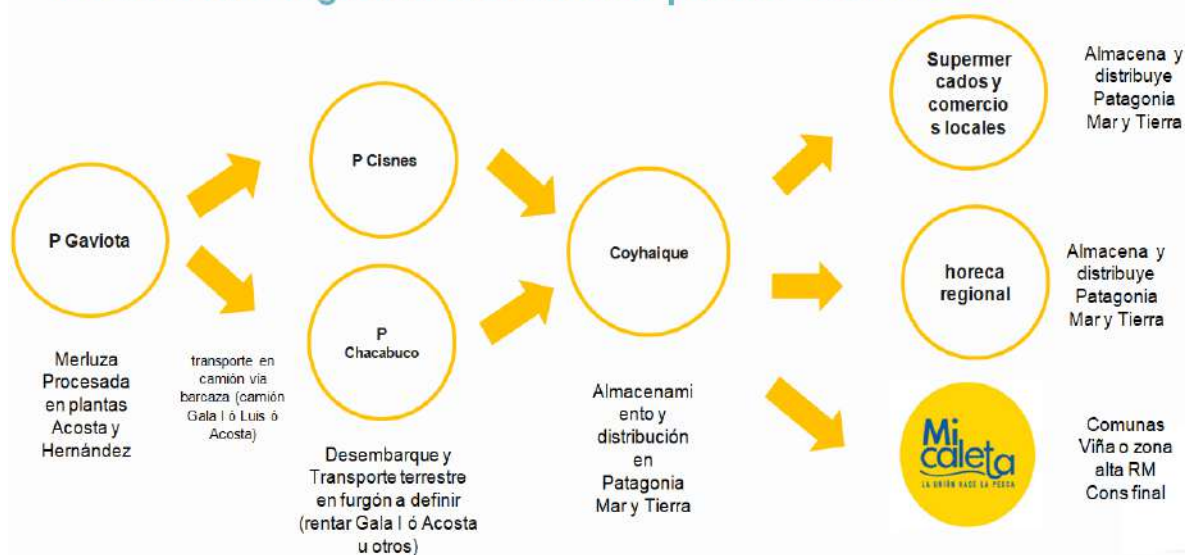 P Gaviota
Merluza
Procesada
en plantas
Acosta y
Hernández
transporte en
camión vía
barcaza (camión
Gala I ó Luis ó
Acosta)
P Cisnes
P
Chacabuco
Desembarque y
Transporte terrestre
en furgón a definir
(rentar Gala I ó Acosta
u otros)
Coyhaique
Almacenami
ento y
distribución
en
Patagonia
Mar y Tierra
Supermer
cados y
comercio
s locales
Almacena y
distribuye
Patagonia
Mar y Tierra
horeca
regional
Almacena y
distribuye
Patagonia
Mar y Tierra
Mi
caleta
LA UNIÓN HACE LA PESCA
Comunas
Viña o zona
alta RM
Cons final